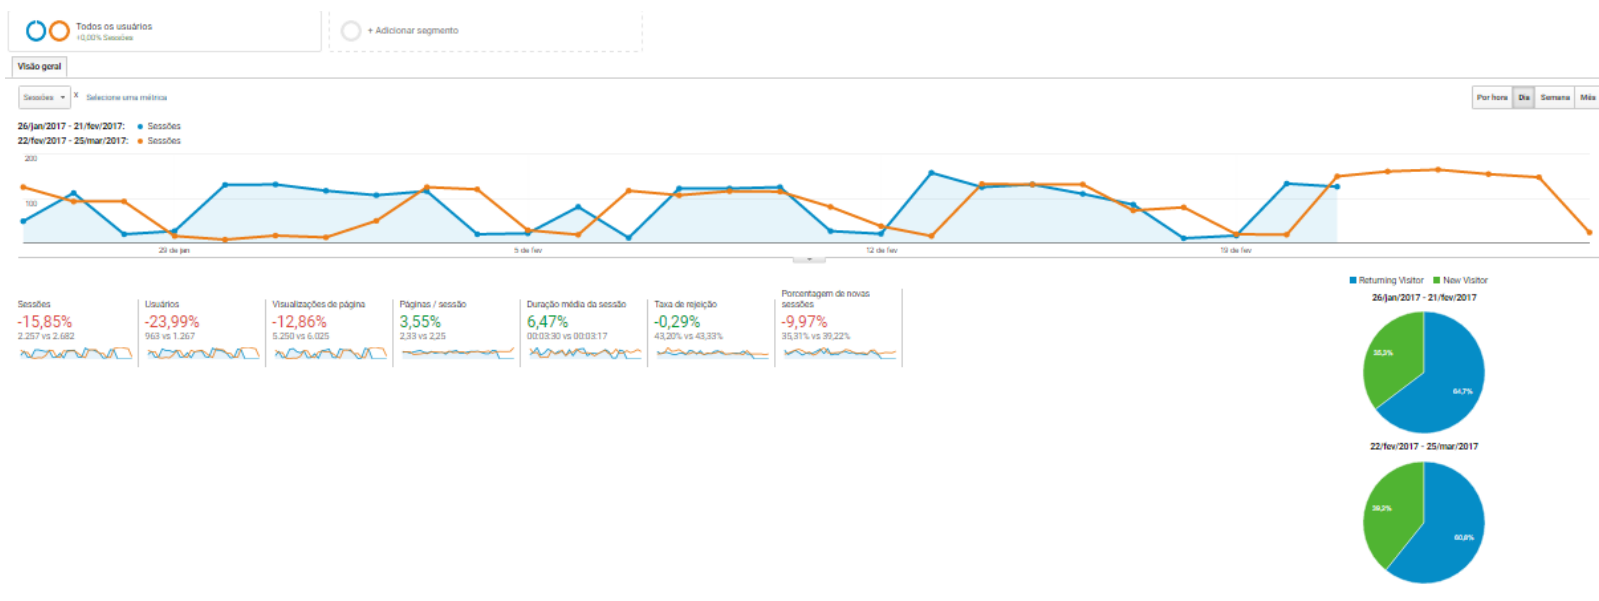 Todos os usuários
+0,00% Sessões
+ Adicionar segmento
Visão geral
Sessões
x
Selecione uma métrica
Por hora
Dia
Semana
Mês
26/jan/2017 - 21/fev/2017:
Sessões
22/fev/2017 - 25/mar/2017:
Sessões
200
100
29 de jan
5 de fev
12 de fev
19 de fev
Returning Visitor
New Visitor
26/jan/2017 - 21/fev/2017
35,3%
64,7%
22/fev/2017 - 25/mar/2017
39,2%
60,8%
Sessões
-15,85%
2.257 vs 2.682
Usuários
-23,99%
963 vs 1.267
Visualizações de página
-12,86%
5.250 vs 6.025
Páginas / sessão
3,55%
2,33 vs 2,25
Duração média da sessão
6,47%
00:03:30 vs 00:03:17
Taxa de rejeição
-0,29%
43,20% vs 43,33%
Porcentagem de novas
sessões
-9,97%
35,31% vs 39,22%